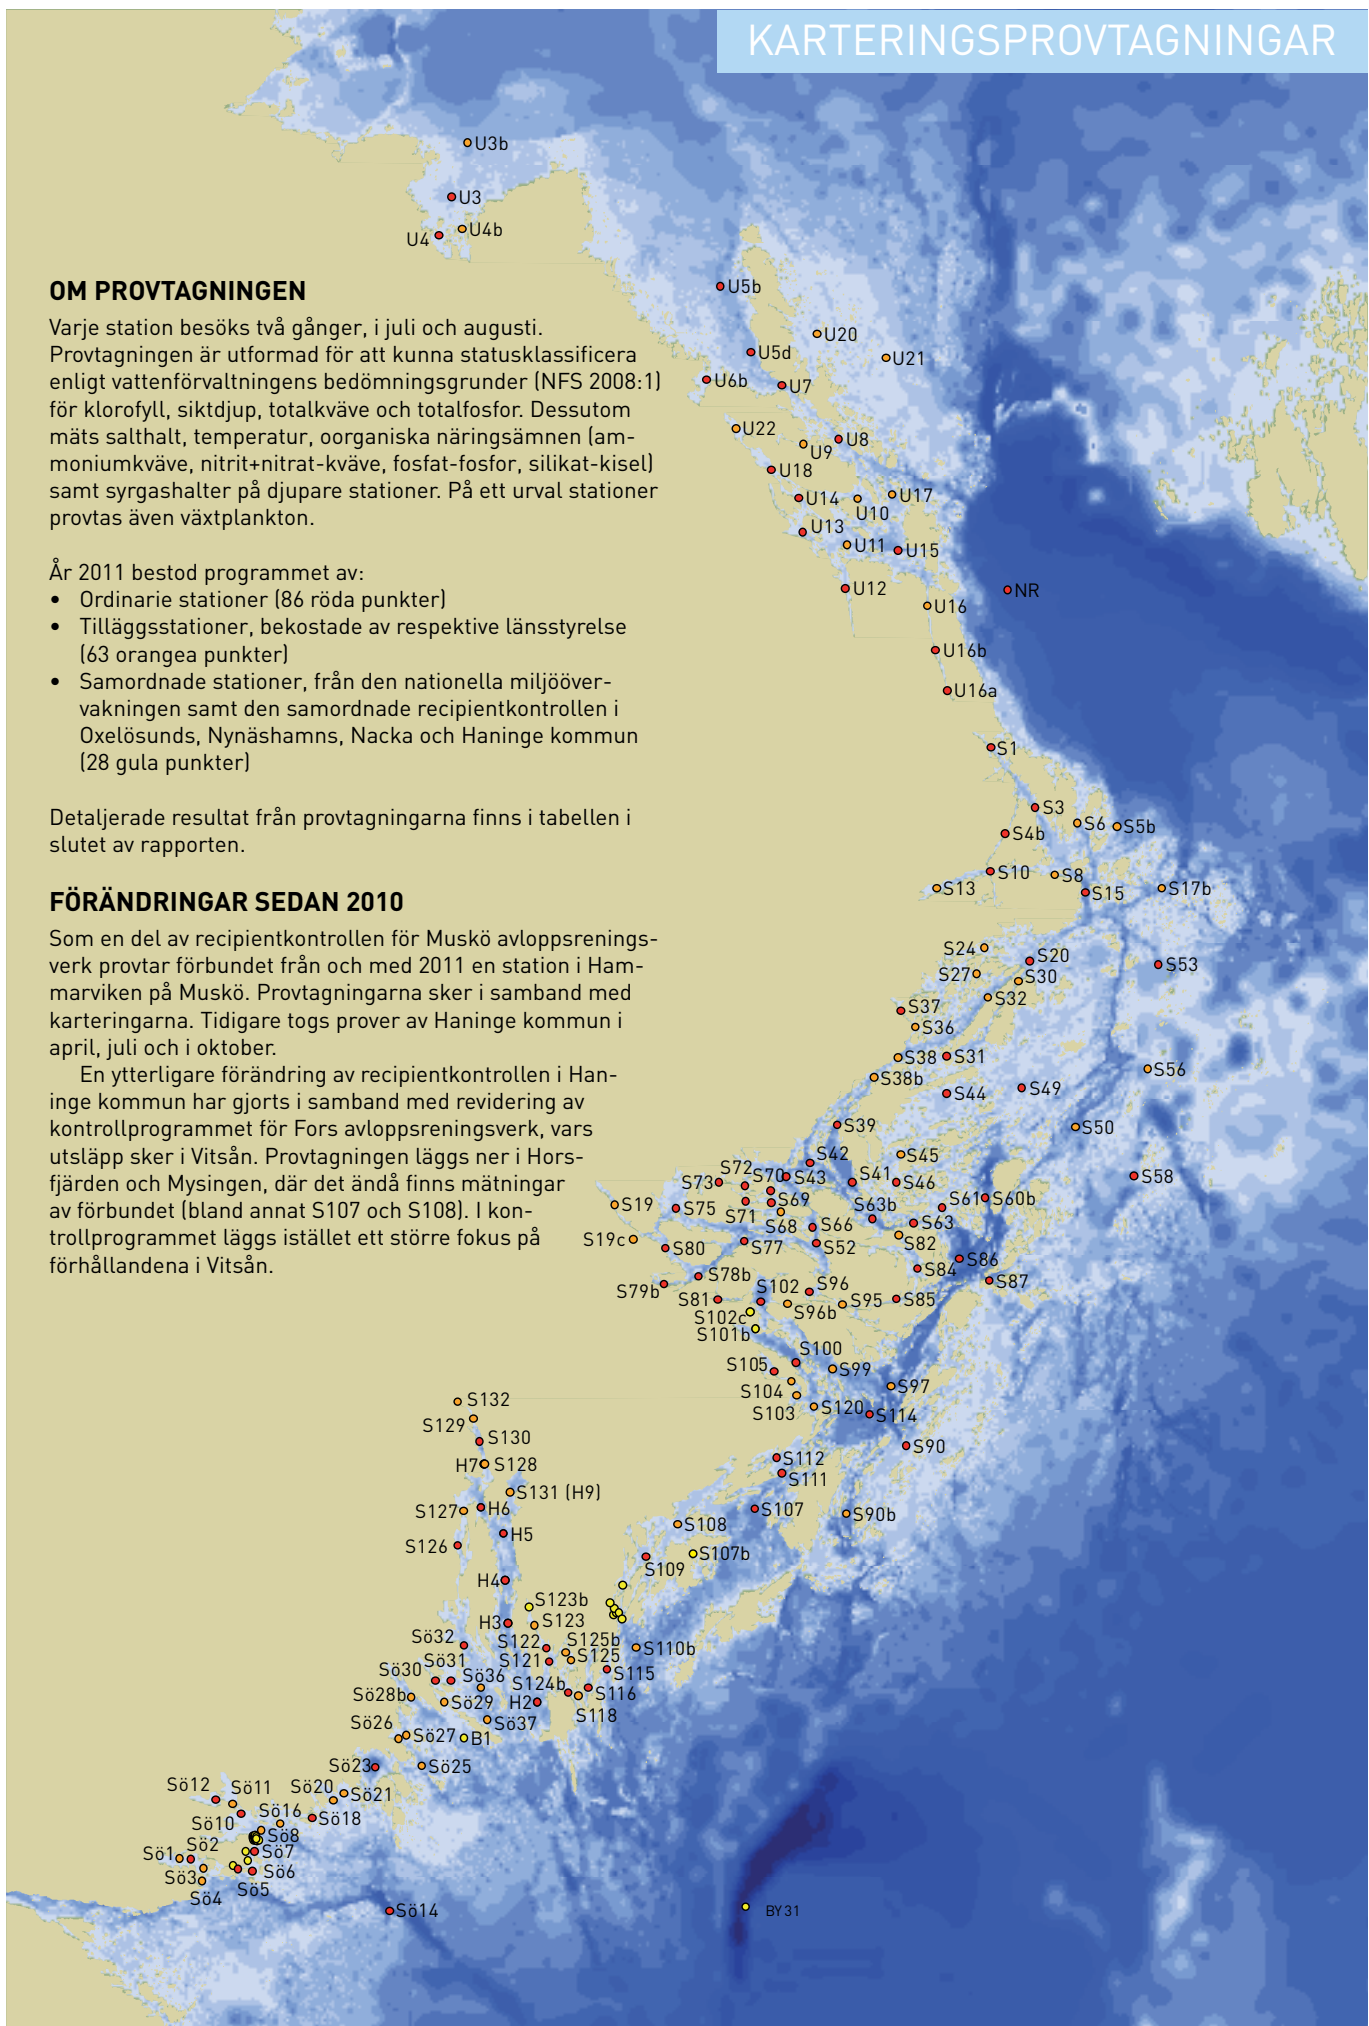 KARTERINGSPROVTAGNINGAR
OM PROVTAGNINGEN
Varje station besöks två gånger, i juli och augusti.
Provtagningen är utformad för att kunna statusklassificera
enligt vattenförvaltningens bedömningsgrunder (NFS 2008:1)
för klorofyll, siktdjup, totalkväve och totalfosfor. Dessutom
mäts salthalt, temperatur, oorganiska näringsämnen (am-
moniumkväve, nitrit+nitrat-kväve, fosfat-fosfor, silikat-kisel)
samt syrgashalter på djupare stationer. På ett urval stationer
provtas även växtplankton.
År 2011 bestod programmet av:
• Ordinarie stationer (86 röda punkter)
• Tilläggsstationer, bekostade av respektive länsstyrelse
(63 orangea punkter)
• Samordnade stationer, från den nationella miljööver-
vakningen samt den samordnade recipientkontrollen i
Oxelösunds, Nynäshamns, Nacka och Haninge kommun
(28 gula punkter)
Detaljerade resultat från provtagningarna finns i tabellen i
slutet av rapporten.
FÖRÄNDRINGAR SEDAN 2010
Som en del av recipientkontrollen för Muskö avloppsrenings-
verk provtar förbundet från och med 2011 en station i Ham-
marviken på Muskö. Provtagningarna sker i samband med
karteringarna. Tidigare togs prover av Haninge kommun i
april, juli och i oktober.
En ytterligare förändring av recipientkontrollen i Han-
inge kommun har gjorts i samband med revidering av
kontrollprogrammet för Fors avloppsreningsverk, vars
utsläpp sker i Vitsån. Provtagningen läggs ner i Hors-
fjärden och Mysingen, där det ändå finns mätningar
av förbundet (bland annat S107 och S108). I kon-
trollprogrammet läggs istället ett större fokus på
förhållandena i Vitsån.
U3b
U3
U4b
U4
U5b
U20
U5d
U21
U6b
U7
U22
U8
U9
U18
U14
U17
U10
U13
U11
U15
U12
NR
U16
U16b
U16a
S1
S3
S6
S5b
S4b
S10
S8
S13
S15
S17b
S24
S20
S53
S27
S30
S32
S37
S36
S38
S31
S56
S38b
S44
S49
S39
S50
S45
S42
S72
S70
S43
S41
S46
S58
S73
S69
S61
S60b
S19
S75
S71
S68
S63b
S66
S63
S19c
S80
S77
S52
S82
S86
S84
S78b
S87
S79b
S102
S96
S81
S95
S85
S102c
S96b
S101b
S100
S105
S99
S104
S97
S103
S120
S114
S132
S129
S130
S90
H7
S128
S112
S111
S131 (H9)
S127
H6
S107
S90b
H5
S108
S126
S107b
S109
H4
S123b
H3
S123
Sö32
S122
S125b
S110b
Sö31
S121
S125
Sö30
Sö36
S115
S124b
Sö28b
Sö29
H2
S116
S118
Sö26
Sö37
Sö27
B1
Sö23
Sö25
Sö12
Sö11
Sö20
Sö21
Sö10
Sö16
Sö18
Sö8
Sö1
Sö2
Sö7
Sö3
Sö6
Sö4
Sö5
Sö14
BY31